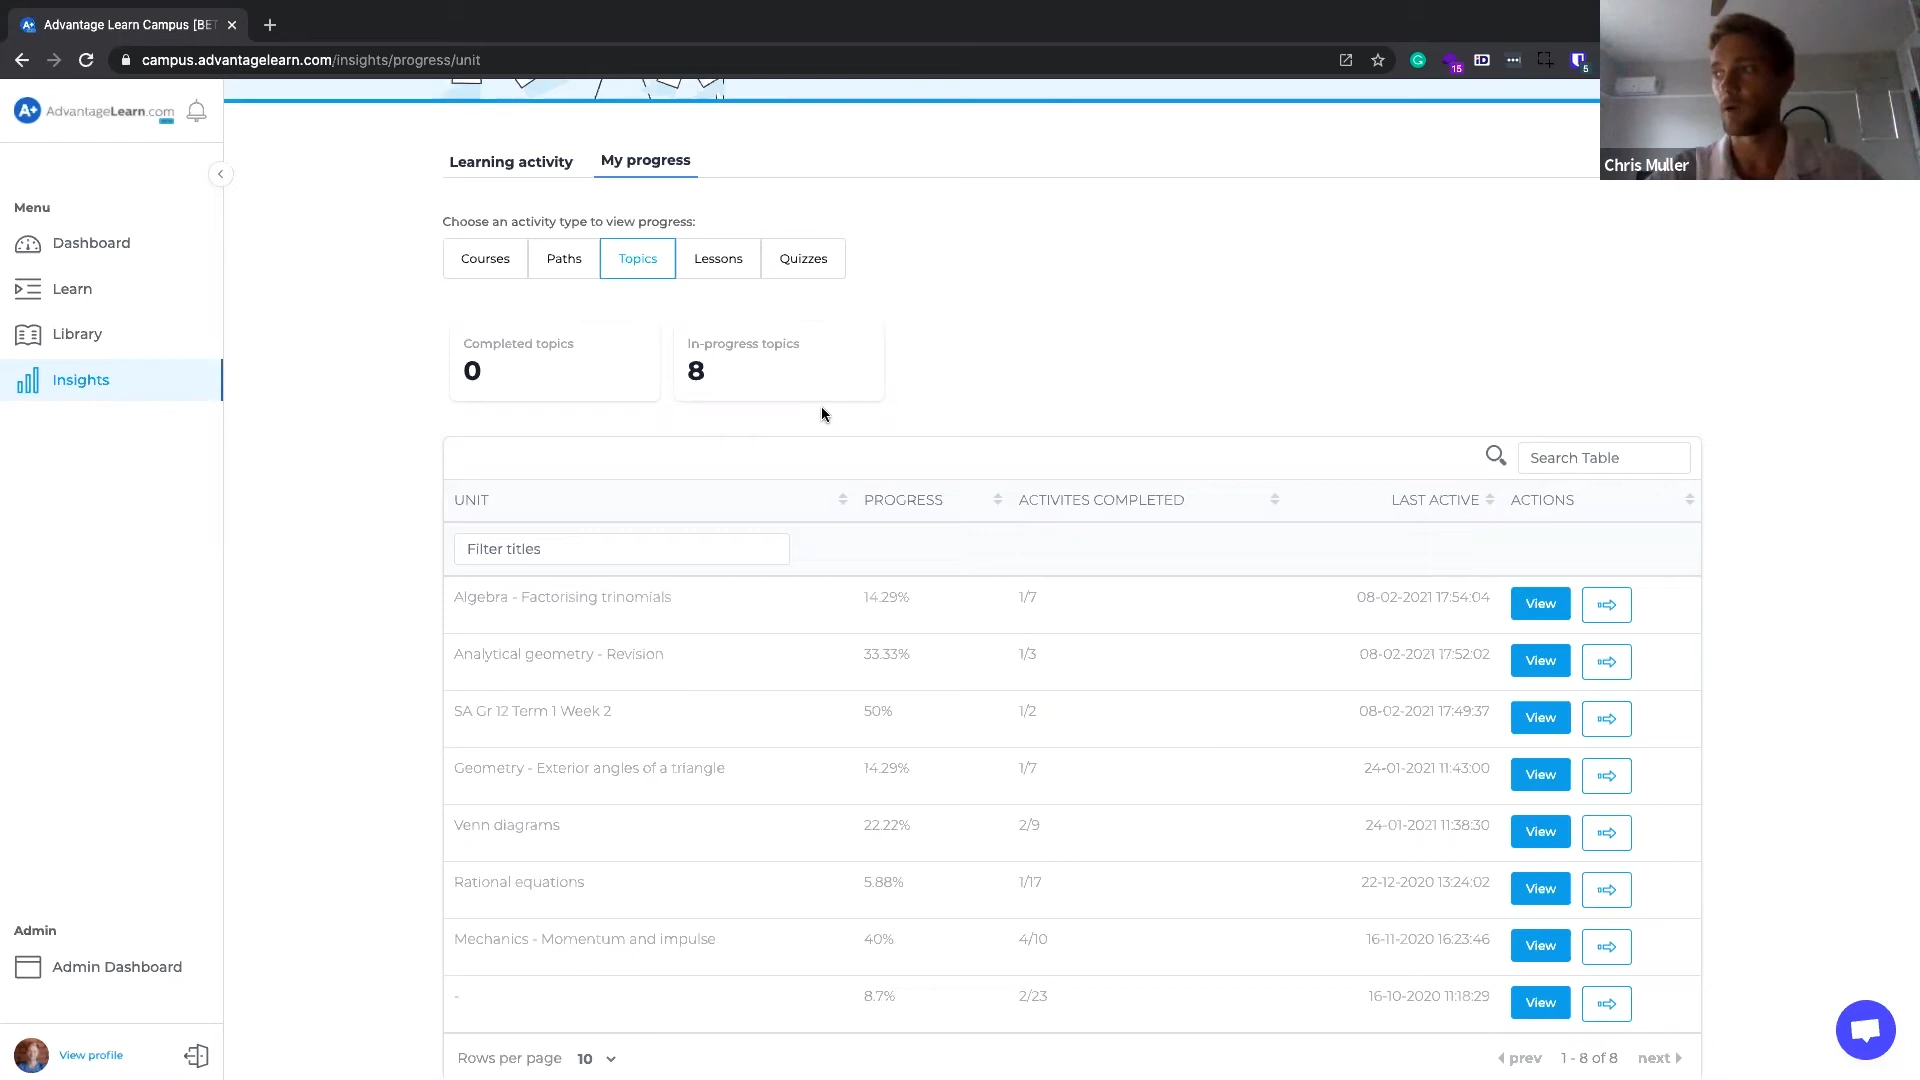 Advantage Learn Campus [BET
campus.advantagelearn.com/insights/progress/unit
15
5
Chris Muller
A+ AdvantageLearn.com
Menu
Dashboard
Learn
Library
Insights
Admin
Admin Dashboard
View profile
Learning activity My progress
Choose an activity type to view progress:
Courses Paths Topics Lessons Quizzes
Completed topics In-progress topics
0 8
Search Table
UNIT PROGRESS ACTIVITES COMPLETED LAST ACTIVE ACTIONS
Filter titles
Algebra - Factorising trinomials 14.29% 1/7 08-02-2021 17:54:04 View
Analytical geometry - Revision 33.33% 1/3 08-02-2021 17:52:02 View
SA Gr 12 Term 1 Week 2 50% 1/2 08-02-2021 17:49:37 View
Geometry - Exterior angles of a triangle 14.29% 1/7 24-01-2021 11:43:00 View
Venn diagrams 22.22% 2/9 24-01-2021 11:38:30 View
Rational equations 5.88% 1/17 22-12-2020 13:24:02 View
Mechanics - Momentum and impulse 40% 4/10 16-11-2020 16:23:46 View
- 8.7% 2/23 16-10-2020 11:18:29 View
Rows per page 10 prev 1 - 8 of 8 next